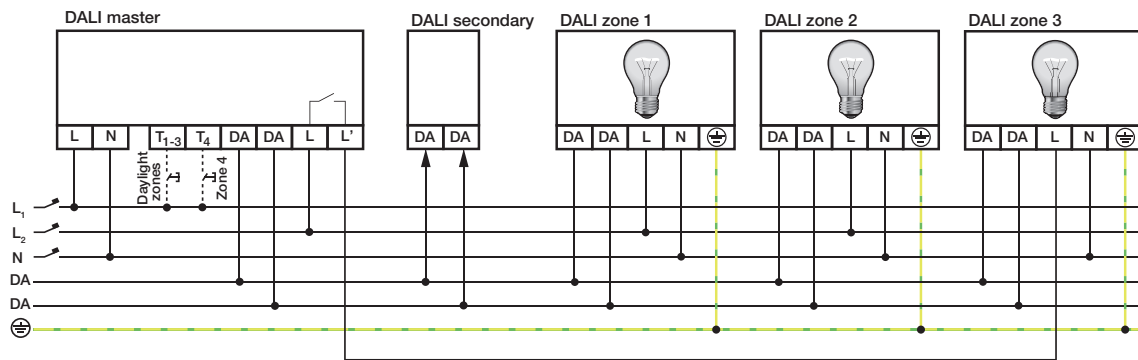 DALI master
DALI secondary
DALI zone 1
DALI zone 2
DALI zone 3
L N T1-3 T4 DA DA L L’
DA DA
DA DA L N
DA DA L N
DA DA L N
Daylight
zones
Zone 4
L1
L2
N
DA
DA